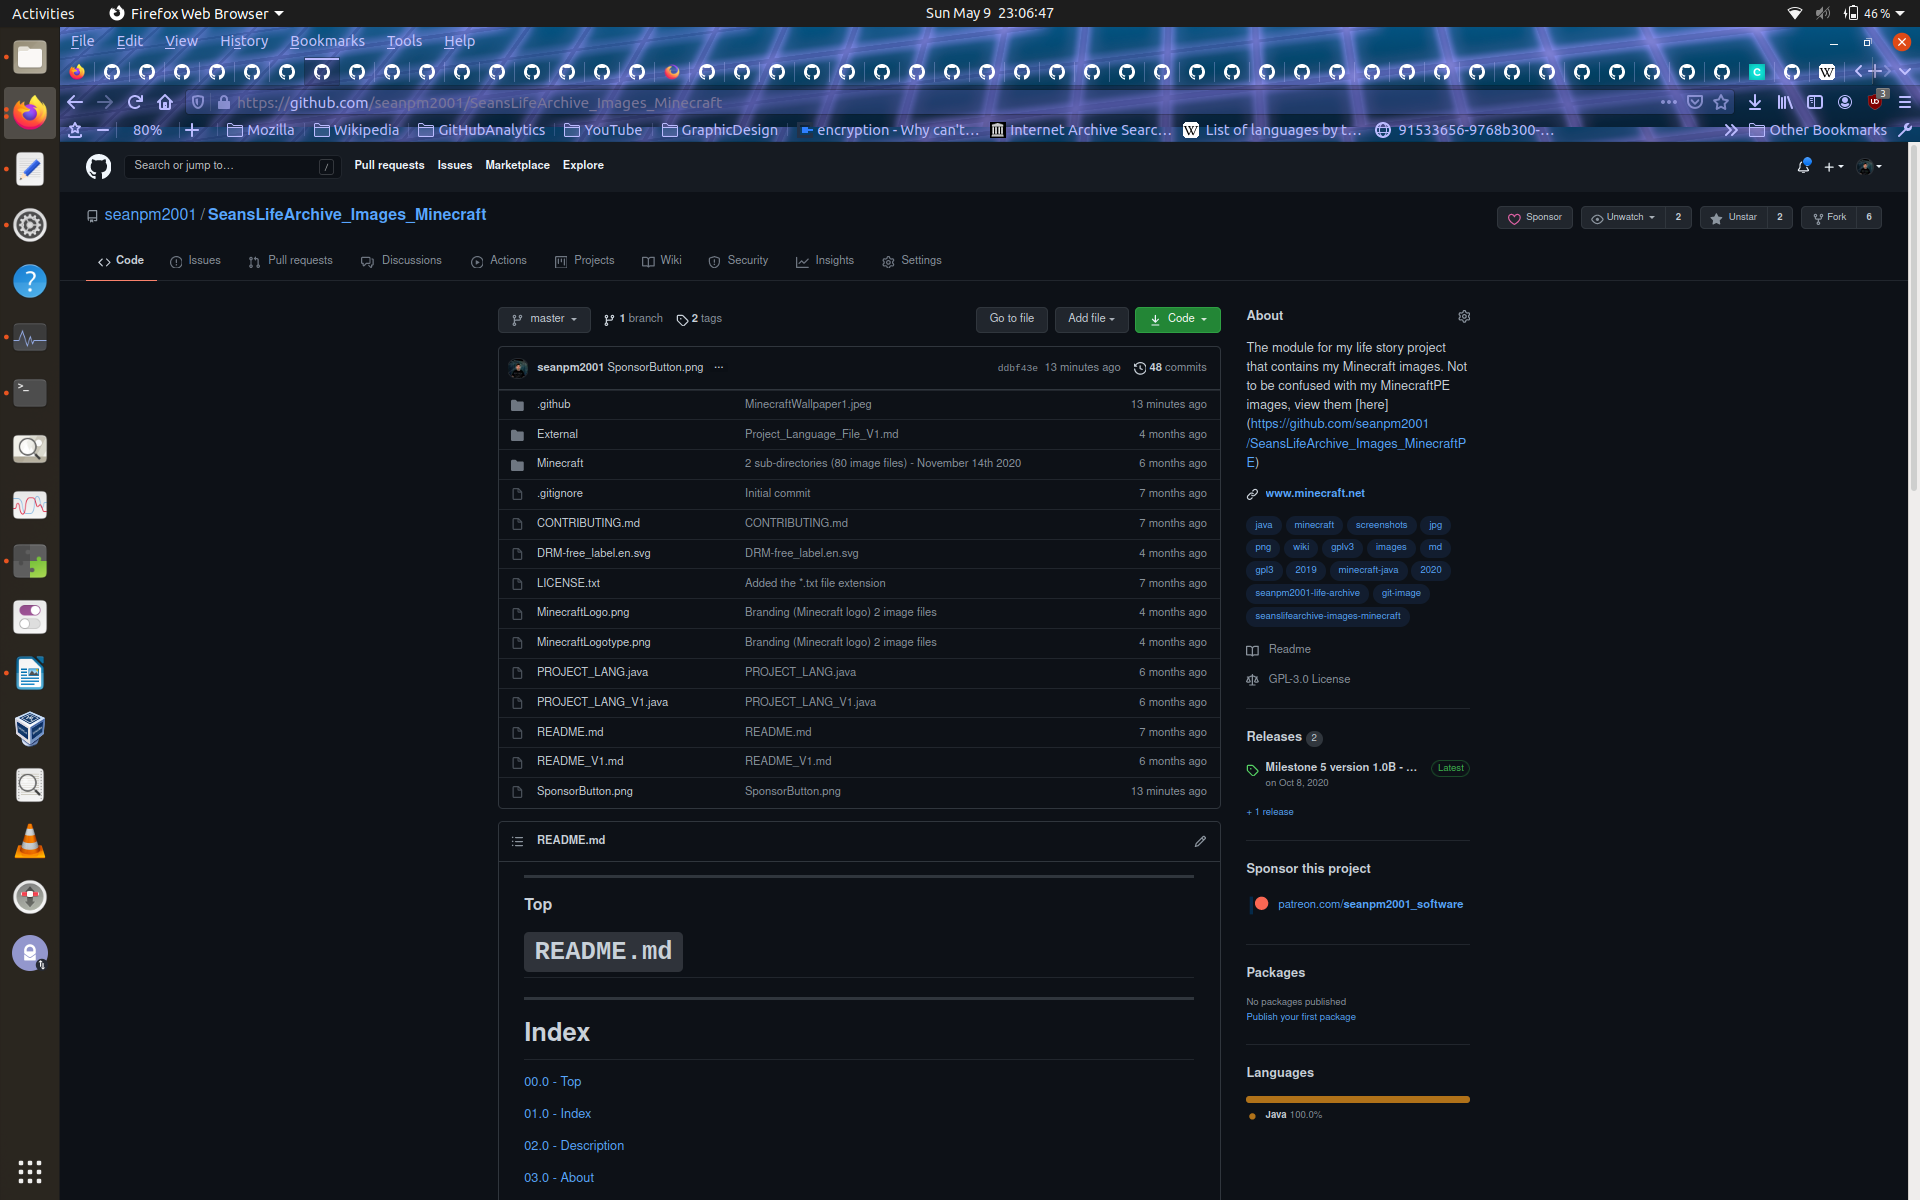 Activities Firefox Web Browser Sun May 9 23:06:47 46 %
File Edit View History Bookmarks Tools Help
https://github.com/seanpm2001/SeansLifeArchive_Images_Minecraft 3
80% Mozilla Wikipedia GitHubAnalytics YouTube GraphicDesign encryption - Why can't… Internet Archive Searc… List of languages by t… 91533656-9768b300-… Other Bookmarks
Search or jump to… / Pull requests Issues Marketplace Explore
seanpm2001 / SeansLifeArchive_Images_Minecraft Sponsor Unwatch 2 Unstar 2 Fork 6
Code Issues Pull requests Discussions Actions Projects Wiki Security Insights Settings
master 1 branch 2 tags Go to file Add file Code
seanpm2001 SponsorButton.png ... ddbf43e 13 minutes ago 48 commits
.github MinecraftWallpaper1.jpeg 13 minutes ago
External Project_Language_File_V1.md 4 months ago
Minecraft 2 sub-directories (80 image files) - November 14th 2020 6 months ago
.gitignore Initial commit 7 months ago
CONTRIBUTING.md CONTRIBUTING.md 7 months ago
DRM-free_label.en.svg DRM-free_label.en.svg 4 months ago
LICENSE.txt Added the *.txt file extension 7 months ago
MinecraftLogo.png Branding (Minecraft logo) 2 image files 4 months ago
MinecraftLogotype.png Branding (Minecraft logo) 2 image files 4 months ago
PROJECT_LANG.java PROJECT_LANG.java 6 months ago
PROJECT_LANG_V1.java PROJECT_LANG_V1.java 6 months ago
README.md README.md 7 months ago
README_V1.md README_V1.md 6 months ago
SponsorButton.png SponsorButton.png 13 minutes ago
README.md
Top
README.md
Index
00.0 - Top
01.0 - Index
02.0 - Description
03.0 - About
About
The module for my life story project
that contains my Minecraft images. Not
to be confused with my MinecraftPE
images, view them [here]
(https://github.com/seanpm2001
/SeansLifeArchive_Images_MinecraftP
E)
www.minecraft.net
java minecraft screenshots jpg
png wiki gplv3 images md
gpl3 2019 minecraft-java 2020
seanpm2001-life-archive git-image
seanslifearchive-images-minecraft
Readme
GPL-3.0 License
Releases 2
Milestone 5 version 1.0B - ... Latest
on Oct 8, 2020
+ 1 release
Sponsor this project
patreon.com/seanpm2001_software
Packages
No packages published
Publish your first package
Languages
Java 100.0%